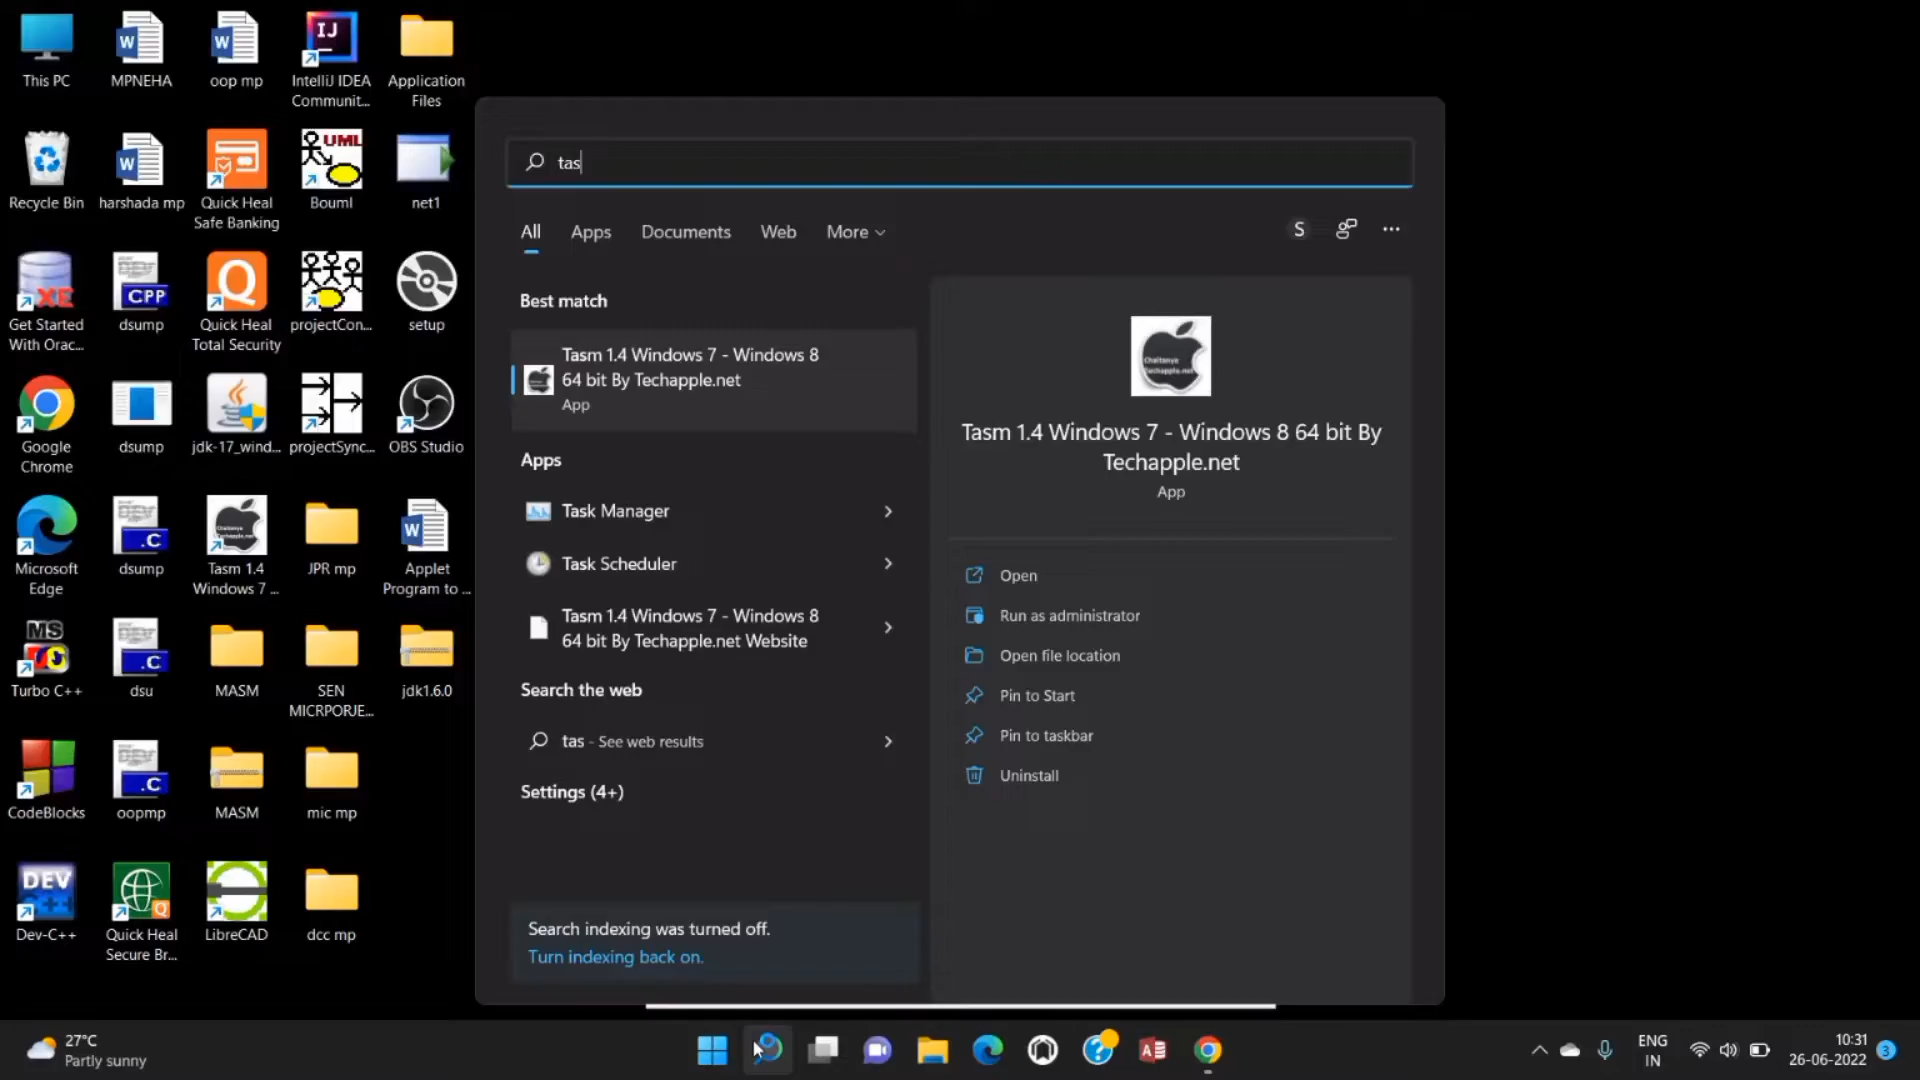 This PC
MPNEHA
oop mp
IntelliJ IDEA
Communit...
Application
Files
Recycle Bin
harshada mp
Quick Heal
Safe Banking
UML
Bouml
net1
Get Started
With Orac...
CPP
dsump
Quick Heal
Total Security
projectCon...
setup
Google
Chrome
dsump
jdk-17_wind...
projectSync...
OBS Studio
Microsoft
Edge
.C
dsump
Tasm 1.4
Windows 7 ...
JPR mp
Applet
Program to ...
Turbo C++
.C
dsu
MASM
SEN
MICRPORJE...
jdk1.6.0
CodeBlocks
.C
oopmp
MASM
mic mp
DEV
C++
Dev-C++
Quick Heal
Secure Br...
LibreCAD
dcc mp
tas
All
Apps
Documents
Web
More
S
Best match
Tasm 1.4 Windows 7 - Windows 8
64 bit By Techapple.net
App
Apps
Task Manager
Task Scheduler
Tasm 1.4 Windows 7 - Windows 8
64 bit By Techapple.net Website
Search the web
tas - See web results
Settings (4+)
Search indexing was turned off.
Turn indexing back on.
Chaitanya
Techapple.net
Tasm 1.4 Windows 7 - Windows 8 64 bit By
Techapple.net
App
Open
Run as administrator
Open file location
Pin to Start
Pin to taskbar
Uninstall
27°C
Partly sunny
ENG
IN
10:31
26-06-2022
3